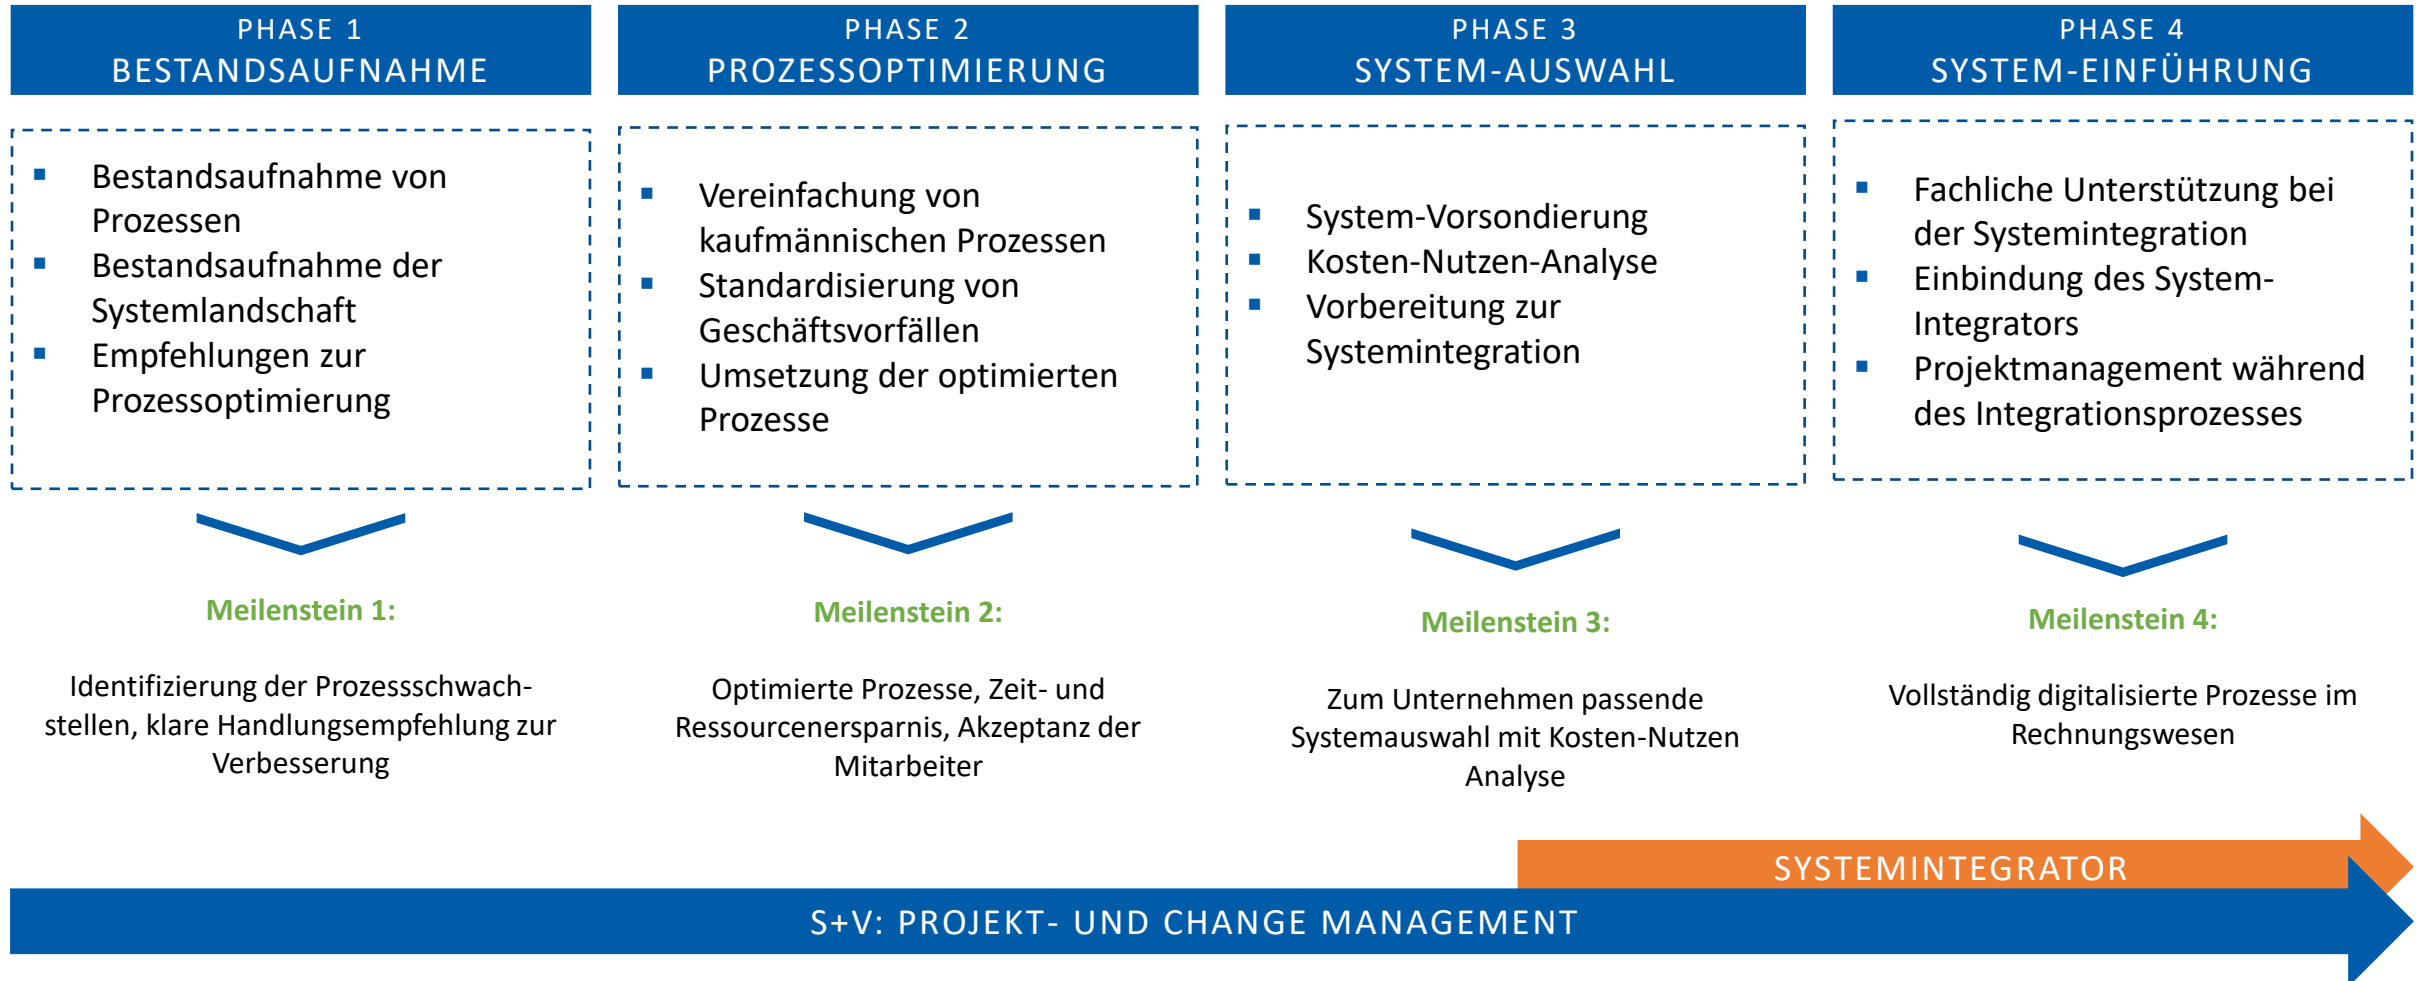 PHASE 1
BESTANDSAUFNAHME
Bestandsaufnahme von
Prozessen
Bestandsaufnahme der
Systemlandschaft
Empfehlungen zur
Prozessoptimierung
Meilenstein 1:
Identifizierung der Prozessschwach-
stellen, klare Handlungsempfehlung zur
Verbesserung
PHASE 2
PROZESSOPTIMIERUNG
Vereinfachung von
kaufmännischen Prozessen
Standardisierung von
Geschäftsvorfällen
Umsetzung der optimierten
Prozesse
Meilenstein 2:
Optimierte Prozesse, Zeit- und
Ressourcenersparnis, Akzeptanz der
Mitarbeiter
PHASE 3
SYSTEM-AUSWAHL
System-Vorsondierung
Kosten-Nutzen-Analyse
Vorbereitung zur
Systemintegration
Meilenstein 3:
Zum Unternehmen passende
Systemauswahl mit Kosten-Nutzen
Analyse
PHASE 4
SYSTEM-EINFÜHRUNG
Fachliche Unterstützung bei
der Systemintegration
Einbindung des System-
Integrators
Projektmanagement während
des Integrationsprozesses
Meilenstein 4:
Vollständig digitalisierte Prozesse im
Rechnungswesen
SYSTEMINTEGRATOR
S+V: PROJEKT- UND CHANGE MANAGEMENT